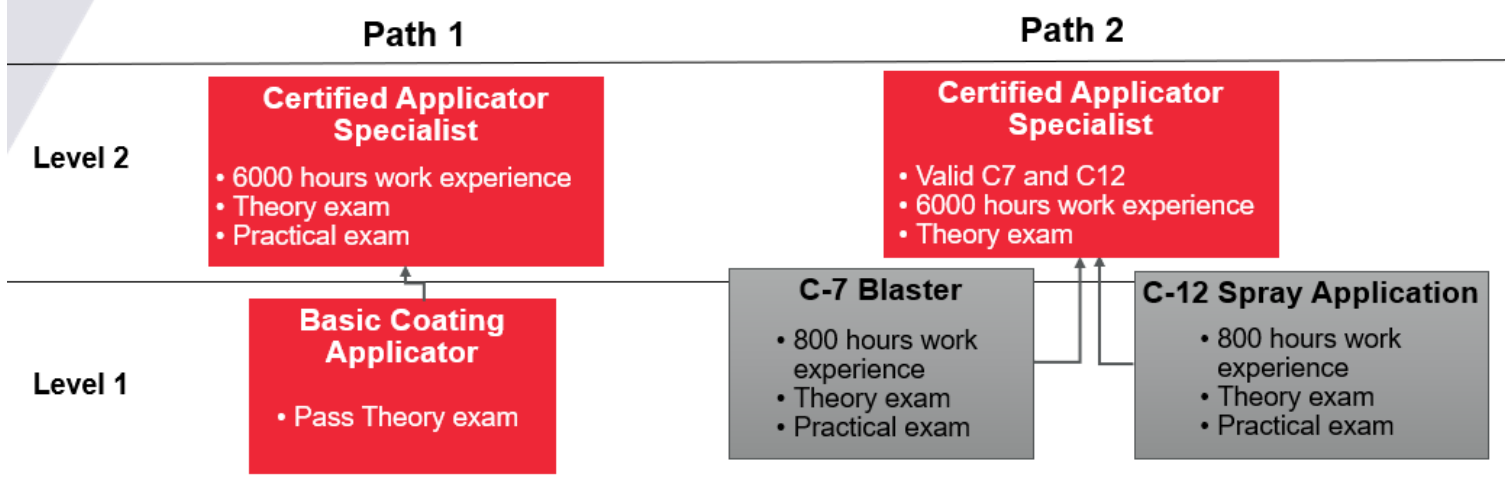 Path 1
Path 2
Level 2
Certified Applicator
Specialist
• 6000 hours work experience
• Theory exam
• Practical exam
Certified Applicator
Specialist
• Valid C7 and C12
• 6000 hours work experience
• Theory exam
Level 1
Basic Coating
Applicator
• Pass Theory exam
C-7 Blaster
• 800 hours work
experience
• Theory exam
• Practical exam
C-12 Spray Application
• 800 hours work
experience
• Theory exam
• Practical exam